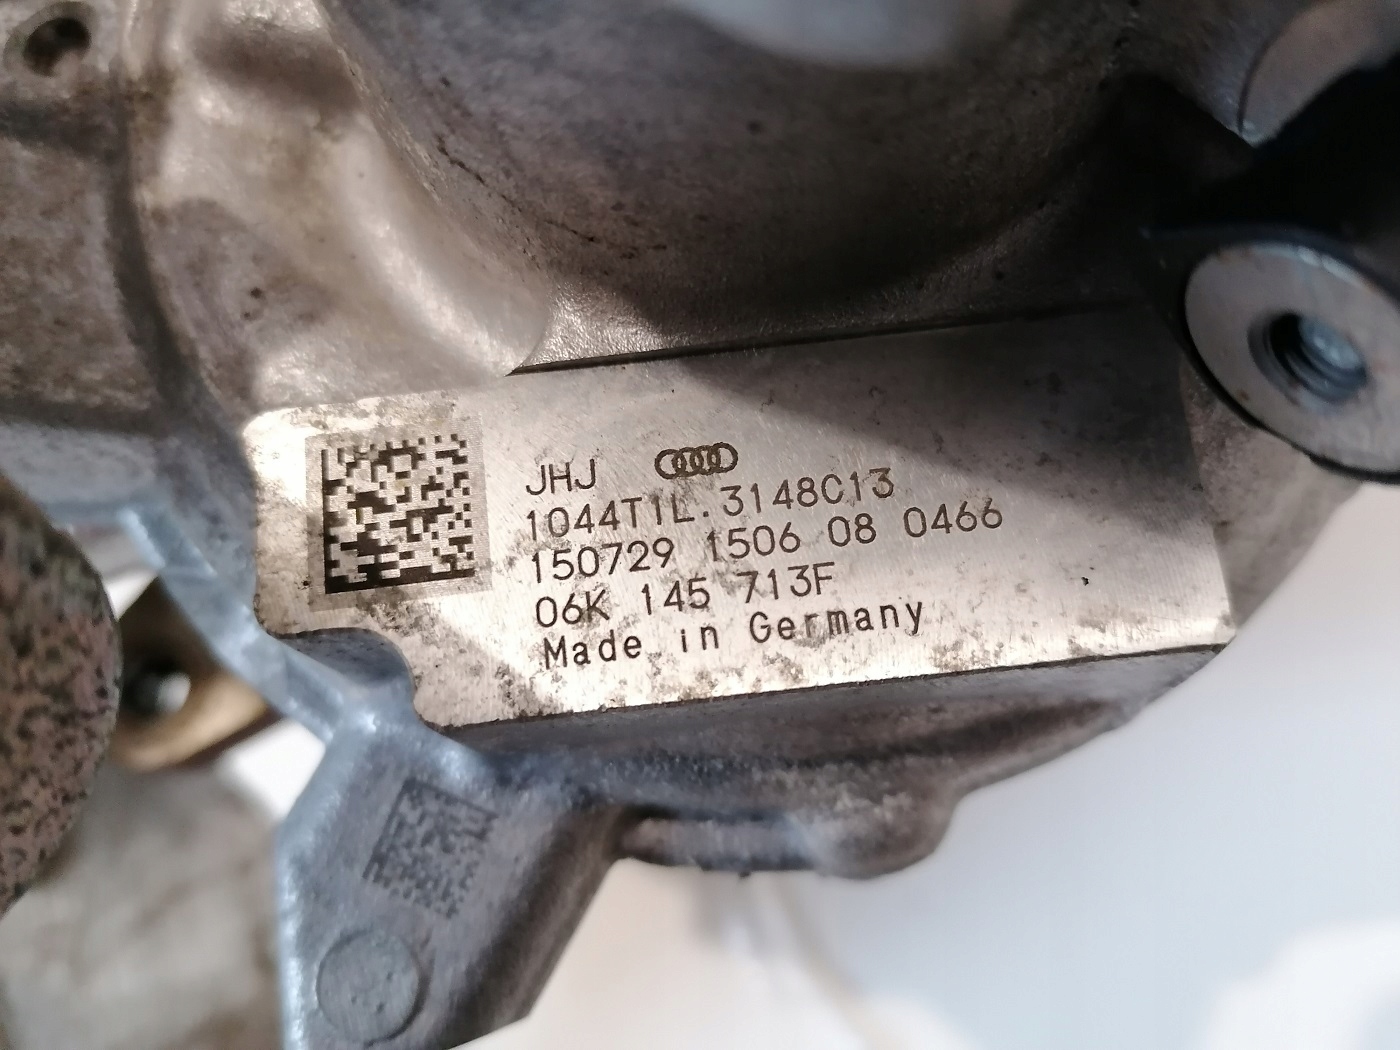 JHJ
1044T1L.3148C13
150729 1506 08 0466
06K 145 713F
Made in Germany